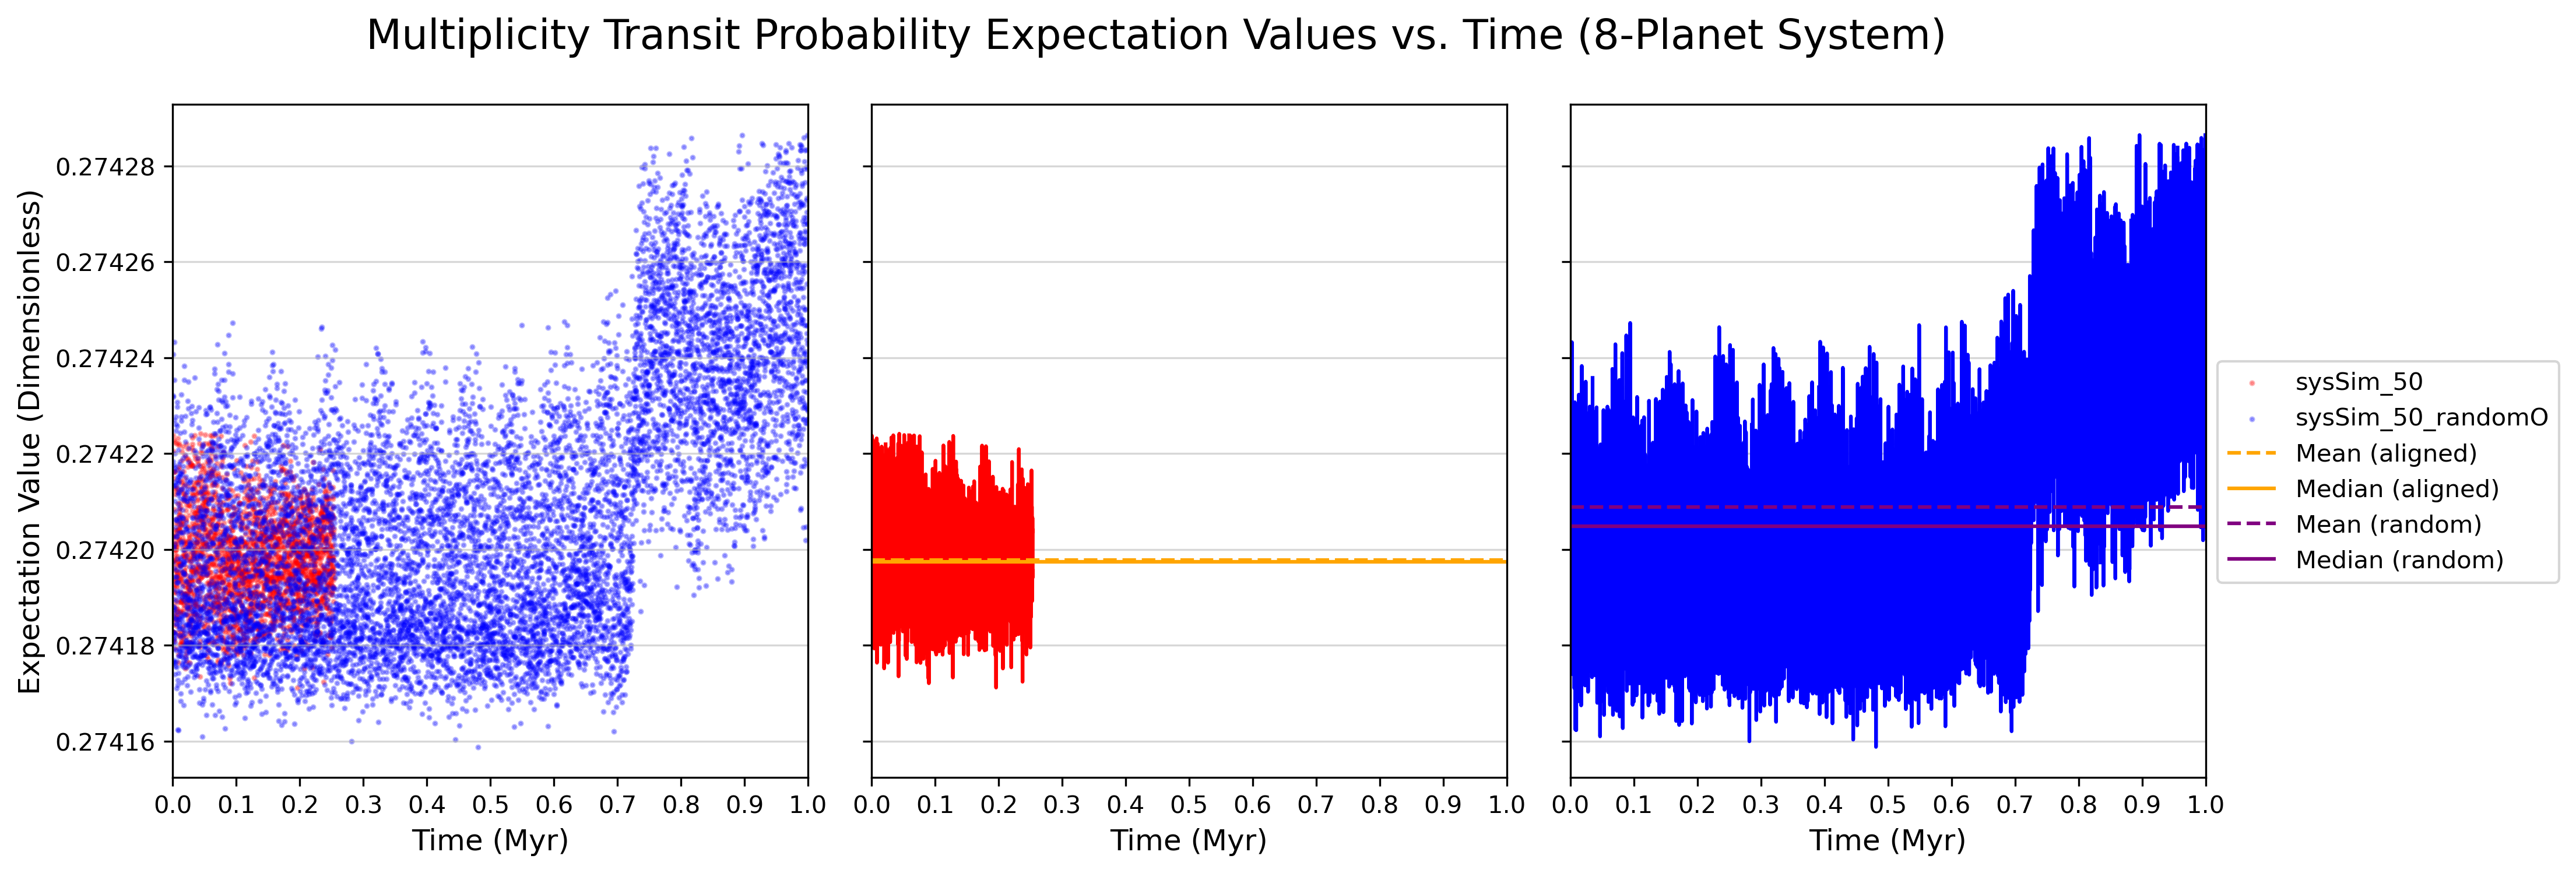 Multiplicity Transit Probability Expectation Values vs. Time (8-Planet System)
Expectation Value (Dimensionless)
0.27428
0.27426
0.27424
0.27422
0.27420
0.27418
0.27416
0.0 0.1 0.2 0.3 0.4 0.5 0.6 0.7 0.8 0.9 1.0
Time (Myr)
0.0 0.1 0.2 0.3 0.4 0.5 0.6 0.7 0.8 0.9 1.0
Time (Myr)
0.0 0.1 0.2 0.3 0.4 0.5 0.6 0.7 0.8 0.9 1.0
Time (Myr)
sysSim_50
sysSim_50_randomO
Mean (aligned)
Median (aligned)
Mean (random)
Median (random)